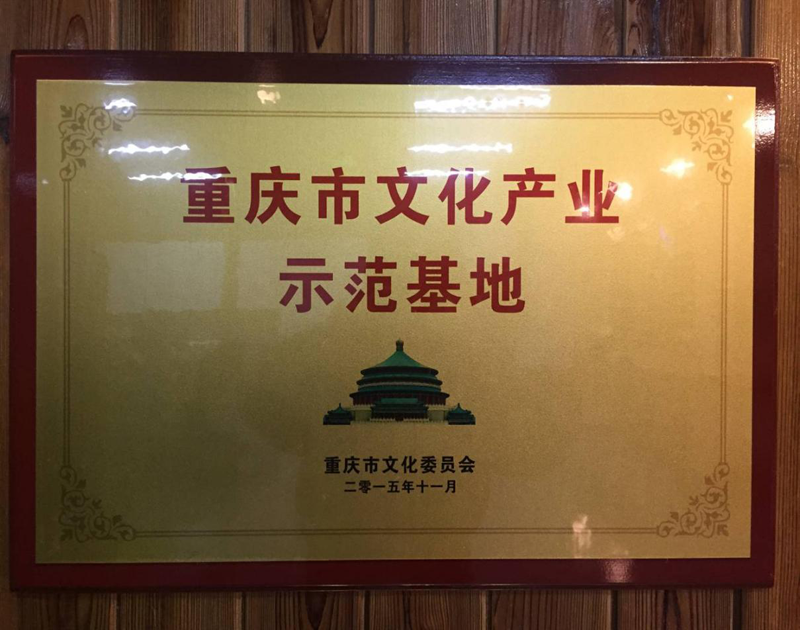 重庆市文化产业
示范基地
重庆市文化委员会
二零一五年十一月